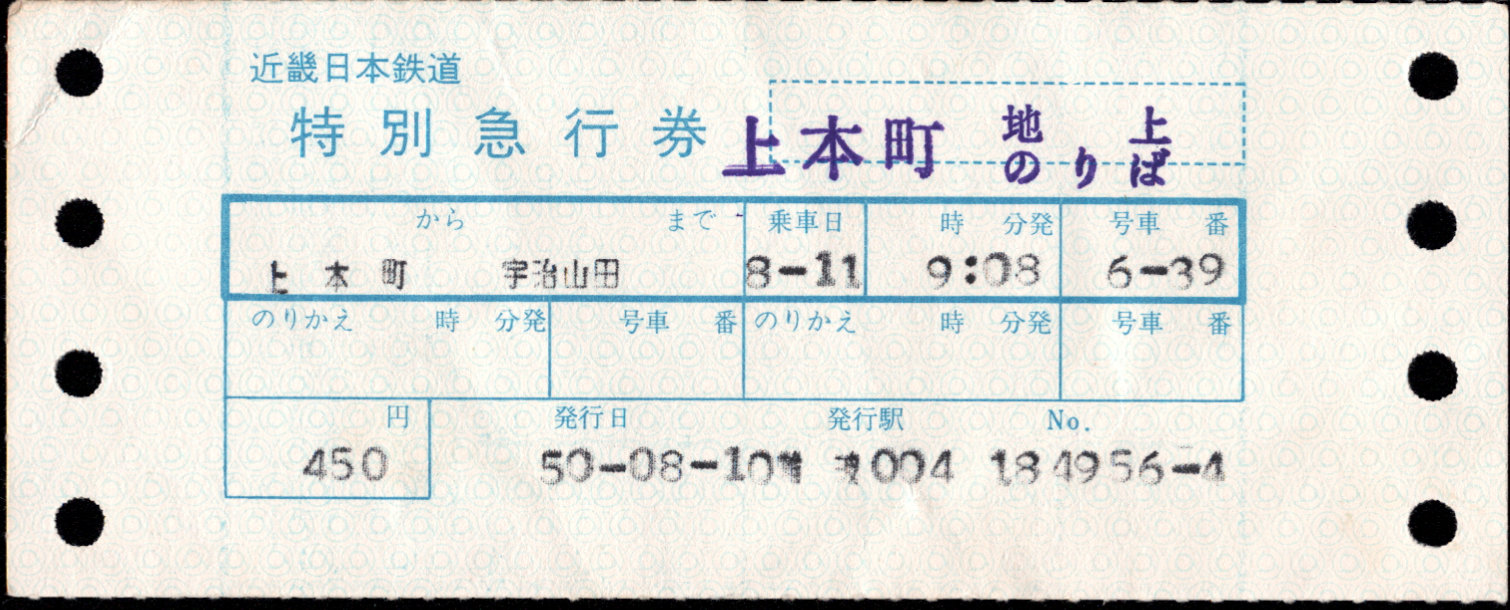 近畿日本鉄道
特別急行券 上本町 地上のりば
から まで 乗車日 時 分発 号車 番
上本町 宇治山田 8-11 9:08 6-39
のりかえ 時 分発 号車 番 のりかえ 時 分発 号車 番
円 発行日 発行駅 No.
450 50-08-10 004 184956-4